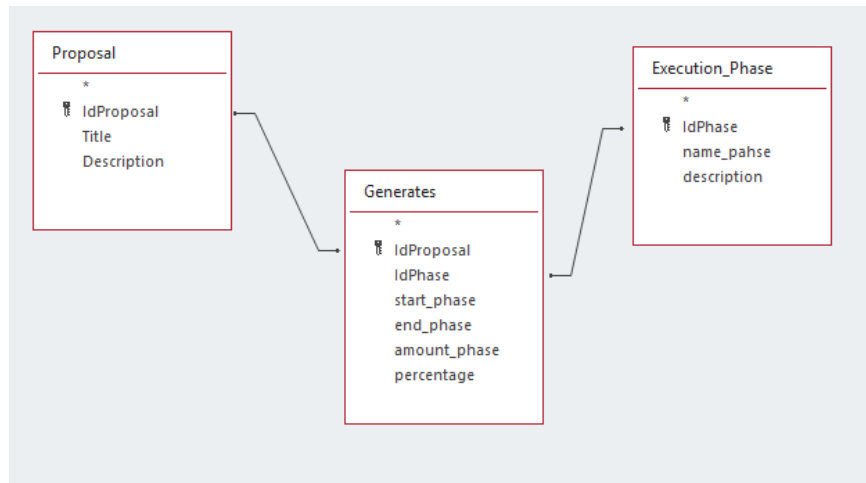 Proposal
*
IdProposal
Title
Description
Generates
*
IdProposal
IdPhase
start_phase
end_phase
amount_phase
percentage
Execution_Phase
*
IdPhase
name_pahse
description